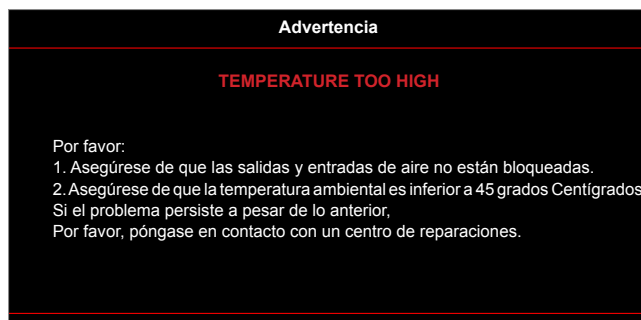 Advertencia
TEMPERATURE TOO HIGH
Por favor:
1. Asegúrese de que las salidas y entradas de aire no están bloqueadas.
2. Asegúrese de que la temperatura ambiental es inferior a 45 grados Centígrados
Si el problema persiste a pesar de lo anterior,
Por favor, póngase en contacto con un centro de reparaciones.